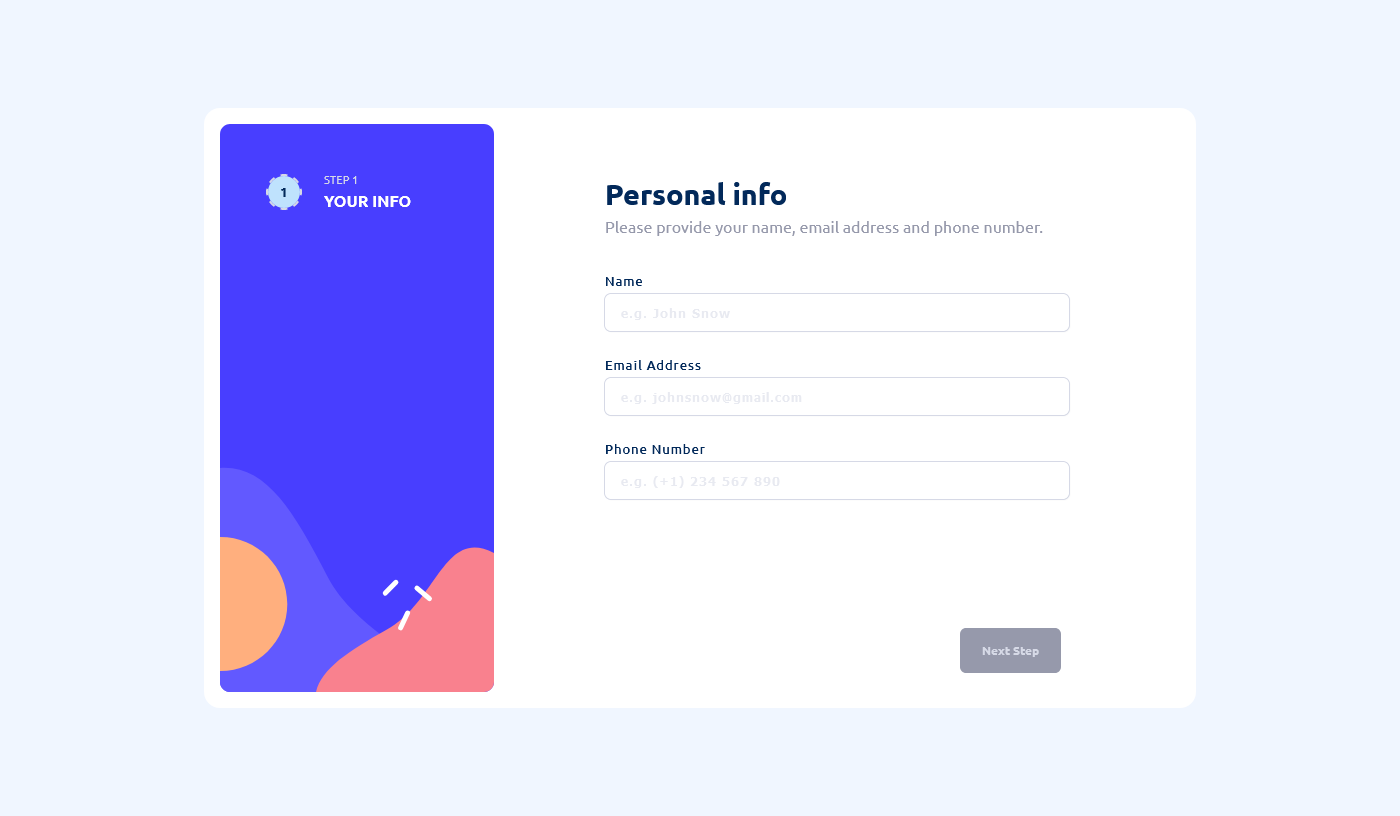 1
STEP 1
YOUR INFO
Personal info
Please provide your name, email address and phone number.
Name
e.g. John Snow
Email Address
e.g. johnsnow@gmail.com
Phone Number
e.g. (+1) 234 567 890
Next Step